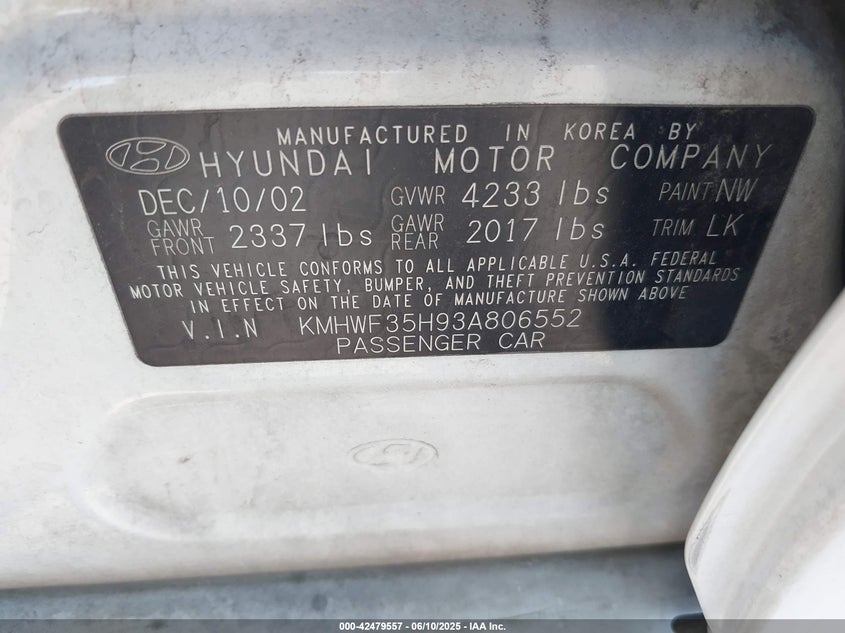 MANUFACTURED IN KOREA BY
HYUNDAI MOTOR COMPANY
DEC/10/02 GVWR 4233 lbs PAINT NW
GAWR FRONT 2337 lbs GAWR REAR 2017 lbs TRIM LK
THIS VEHICLE CONFORMS TO ALL APPLICABLE U.S.A. FEDERAL
MOTOR VEHICLE SAFETY, BUMPER, AND THEFT PREVENTION STANDARDS
IN EFFECT ON THE DATE OF MANUFACTURE SHOWN ABOVE
V.I.N KMHWF35H93A806552
PASSENGER CAR
000-42479557 - 06/10/2025 - IAA Inc.